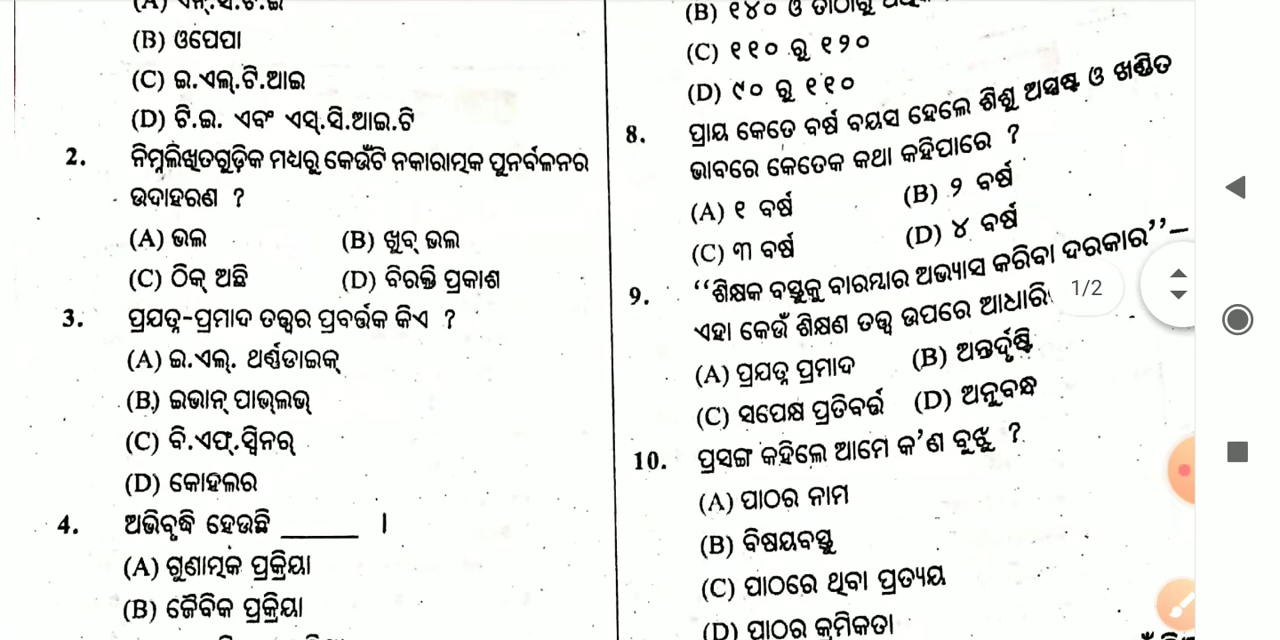 (B) ଓପେପା
(C) ଇ.ଏଲ୍.ଟି.ଆଇ
(D) ଟି.ଇ. ଏବଂ ଏସ୍.ସି.ଆଇ.ଟି
2. ନିମ୍ନଲିଖିତଗୁଡ଼ିକ ମଧ୍ୟରୁ କେଉଁଟି ନକାରାତ୍ମକ ପୁନର୍ବଳନର
ଉଦାହରଣ ?
(A) ଭଲ (B) ଖୁବ୍ ଭଲ
(C) ଠିକ୍ ଅଛି (D) ବିରକ୍ତି ପ୍ରକାଶ
3. ପ୍ରଯତ୍ନ-ପ୍ରମାଦ ତତ୍ତ୍ୱର ପ୍ରବର୍ତ୍ତକ କିଏ ?
(A) ଇ.ଏଲ୍. ଥର୍ଣ୍ଣଡାଇକ୍
(B) ଇଭାନ୍ ପାଭ୍‌ଲଭ୍
(C) ବି.ଏଫ୍.ସ୍କିନର୍
(D) କୋହଲର
4. ଅଭିବୃଦ୍ଧି ହେଉଛି ______ ।
(A) ଗୁଣାତ୍ମକ ପ୍ରକ୍ରିୟା
(B) ଜୈବିକ ପ୍ରକ୍ରିୟା
(B) ୧୪୦ ଓ
(C) ୧୧୦ ରୁ ୧୨୦
(D) ୯୦ ରୁ ୧୧୦
8. ପ୍ରାୟ କେତେ ବର୍ଷ ବୟସ ହେଲେ ଶିଶୁ ଅସ୍ପଷ୍ଟ ଓ ଖଣ୍ଡିତ
ଭାବରେ କେତେକ କଥା କହିପାରେ ?
(A) ୧ ବର୍ଷ (B) ୨ ବର୍ଷ
(C) ୩ ବର୍ଷ (D) ୪ ବର୍ଷ
9. ‘‘ଶିକ୍ଷକ ବସ୍ତୁକୁ ବାରମ୍ବାର ଅଭ୍ୟାସ କରିବା ଦରକାର’’–
ଏହା କେଉଁ ଶିକ୍ଷଣ ତତ୍ତ୍ୱ ଉପରେ
(A) ପ୍ରଯତ୍ନ ପ୍ରମାଦ (B) ଅନ୍ତର୍ଦୃଷ୍ଟି
(C) ସପେକ୍ଷ ପ୍ରତିବର୍ତ୍ତ (D) ଅନୁବନ୍ଧ
10. ପ୍ରସଙ୍ଗ କହିଲେ ଆମେ କ’ଣ ବୁଝୁ ?
(A) ପାଠର ନାମ
(B) ବିଷୟବସ୍ତୁ
(C) ପାଠରେ ଥିବା ପ୍ରତ୍ୟୟ
(D) ପାଠର କ୍ରମିକତା
1/2